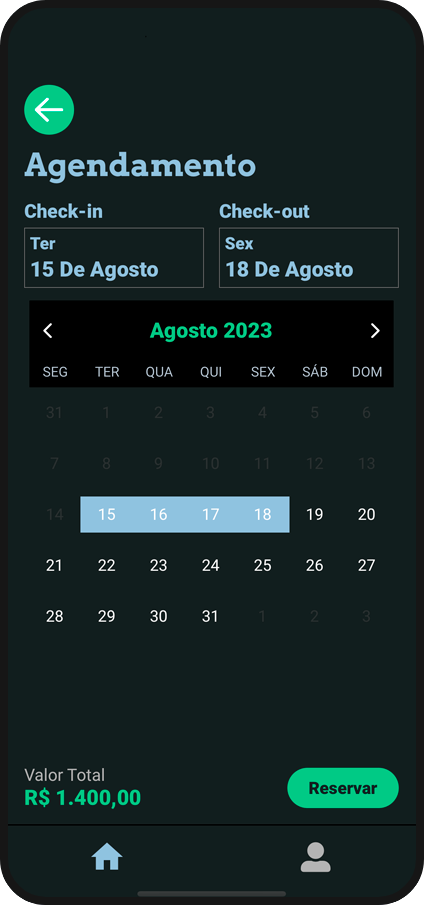 Agendamento
Check-in Check-out
Ter Sex
15 De Agosto 18 De Agosto
Agosto 2023
SEG TER QUA QUI SEX SÁB DOM
31 1 2 3 4 5 6
7 8 9 10 11 12 13
14 15 16 17 18 19 20
21 22 23 24 25 26 27
28 29 30 31 1 2 3
Valor Total
R$ 1.400,00 Reservar